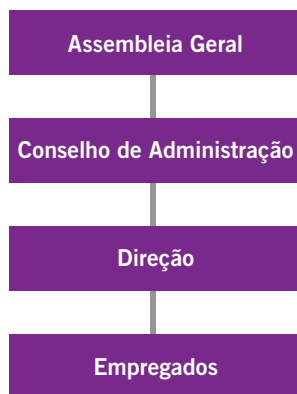 Assembleia Geral
Conselho de Administração
Direção
Empregados